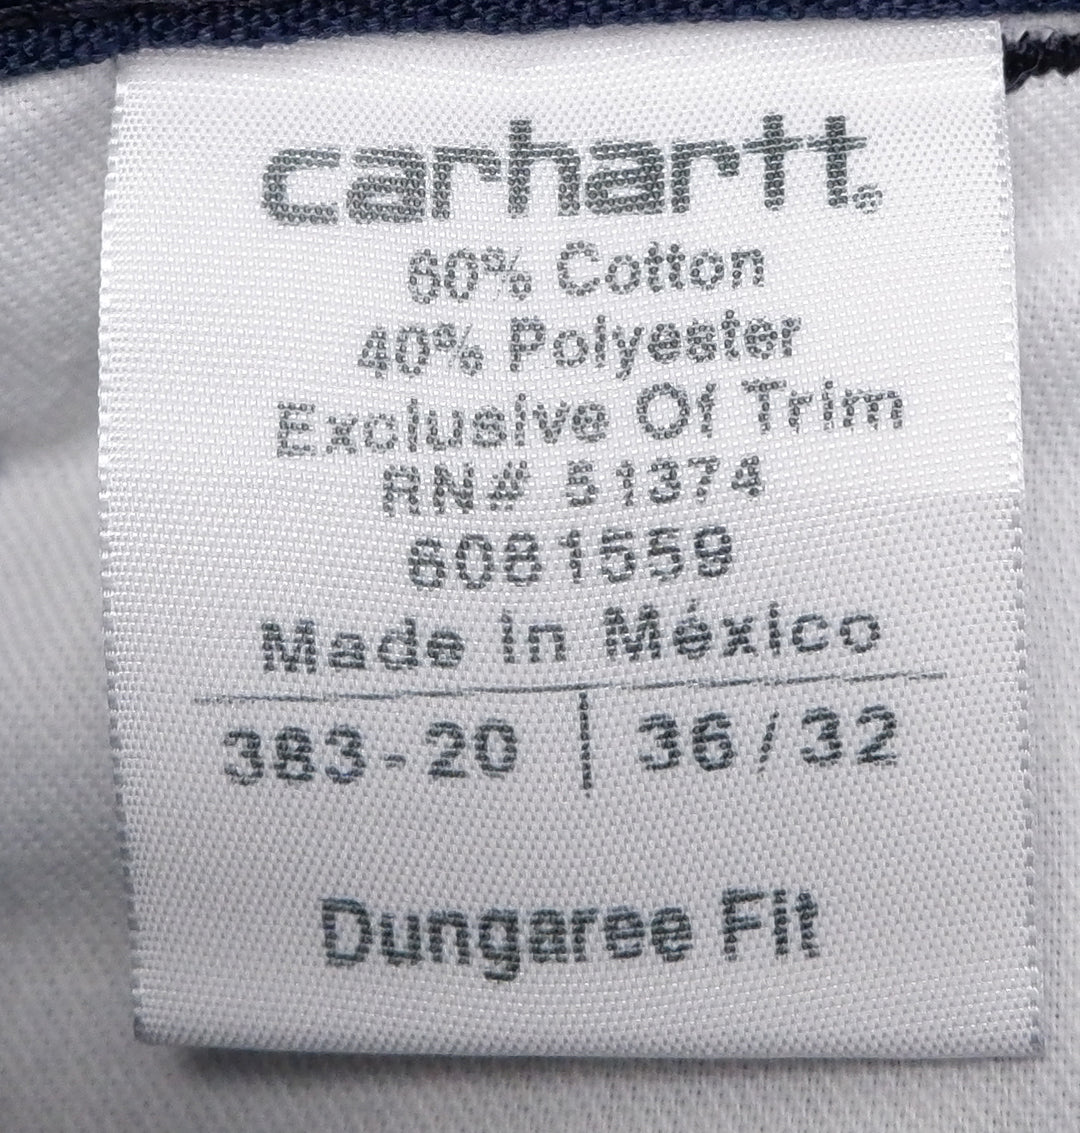 carhartt®
60% Cotton
40% Polyester
Exclusive Of Trim
RN# 51374
6081559
Made In México
383-20 | 36/32
Dungaree Fit